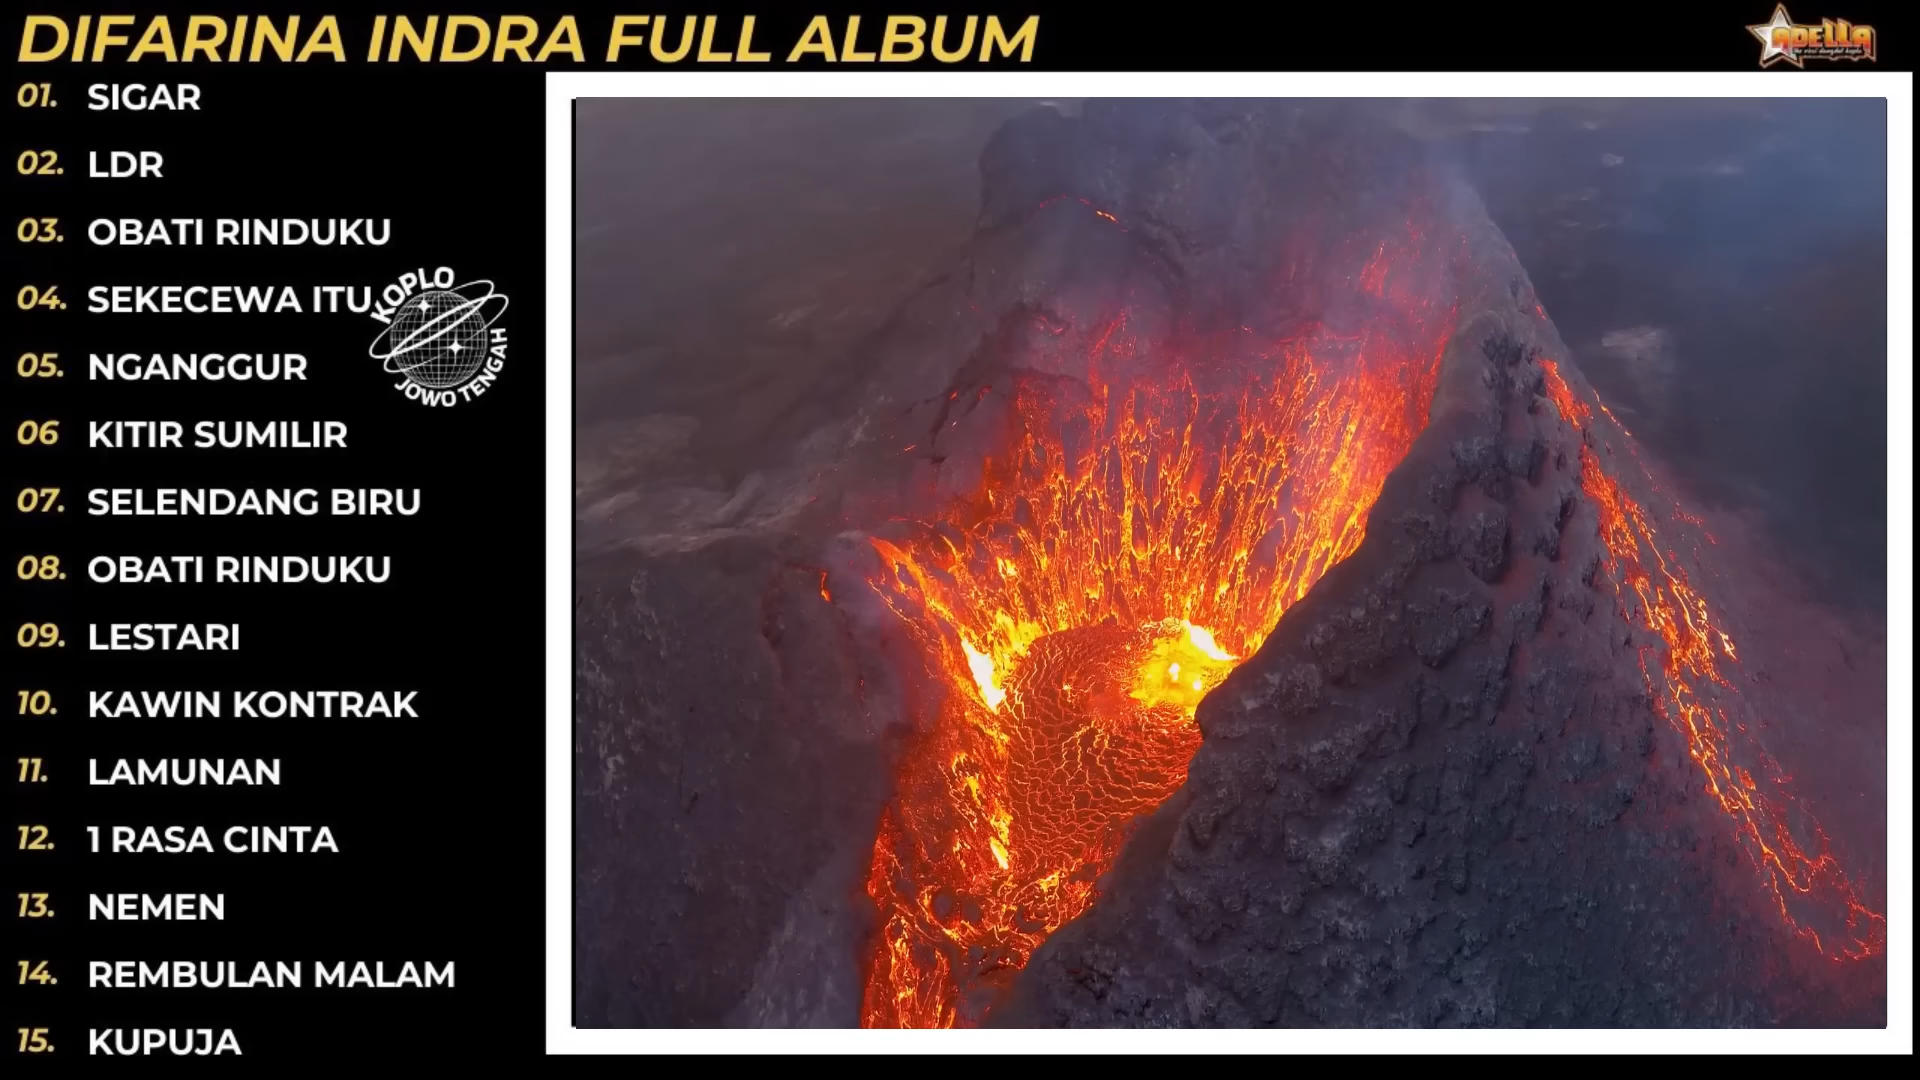 DIFARINA INDRA FULL ALBUM
ADELLA
01. SIGAR
02. LDR
03. OBATI RINDUKU
04. SEKECEWA ITU
KOPLO
JOWO TENGAH
05. NGANGGUR
06 KITIR SUMILIR
07. SELENDANG BIRU
08. OBATI RINDUKU
09. LESTARI
10. KAWIN KONTRAK
11. LAMUNAN
12. 1 RASA CINTA
13. NEMEN
14. REMBULAN MALAM
15. KUPUJA